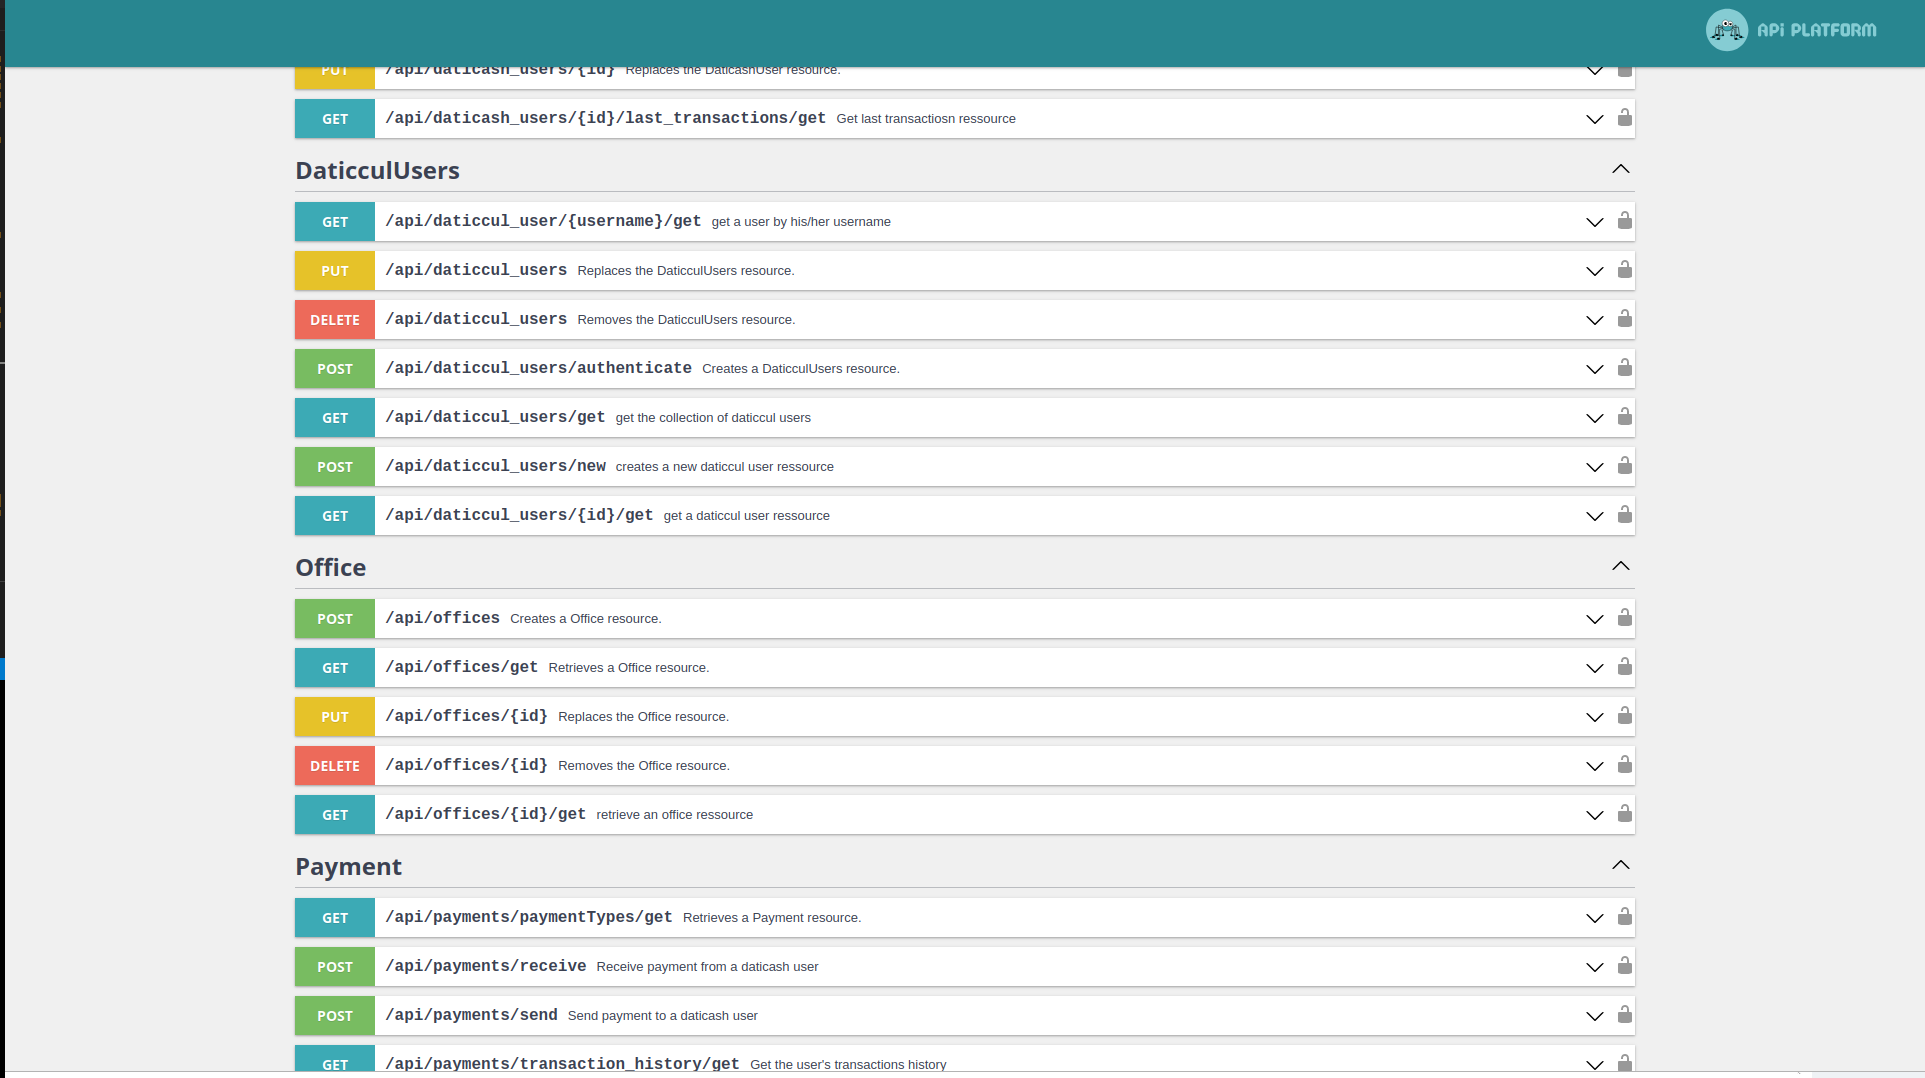 APi PLATFORM
PUT /api/daticash_users/{id} Replaces the DaticashUser resource.
GET /api/daticash_users/{id}/last_transactions/get Get last transactiosn ressource
DaticculUsers
GET /api/daticcul_user/{username}/get get a user by his/her username
PUT /api/daticcul_users Replaces the DaticculUsers resource.
DELETE /api/daticcul_users Removes the DaticculUsers resource.
POST /api/daticcul_users/authenticate Creates a DaticculUsers resource.
GET /api/daticcul_users/get get the collection of daticcul users
POST /api/daticcul_users/new creates a new daticcul user ressource
GET /api/daticcul_users/{id}/get get a daticcul user ressource
Office
POST /api/offices Creates a Office resource.
GET /api/offices/get Retrieves a Office resource.
PUT /api/offices/{id} Replaces the Office resource.
DELETE /api/offices/{id} Removes the Office resource.
GET /api/offices/{id}/get retrieve an office ressource
Payment
GET /api/payments/paymentTypes/get Retrieves a Payment resource.
POST /api/payments/receive Receive payment from a daticash user
POST /api/payments/send Send payment to a daticash user
GET /api/payments/transaction_history/get Get the user's transactions history